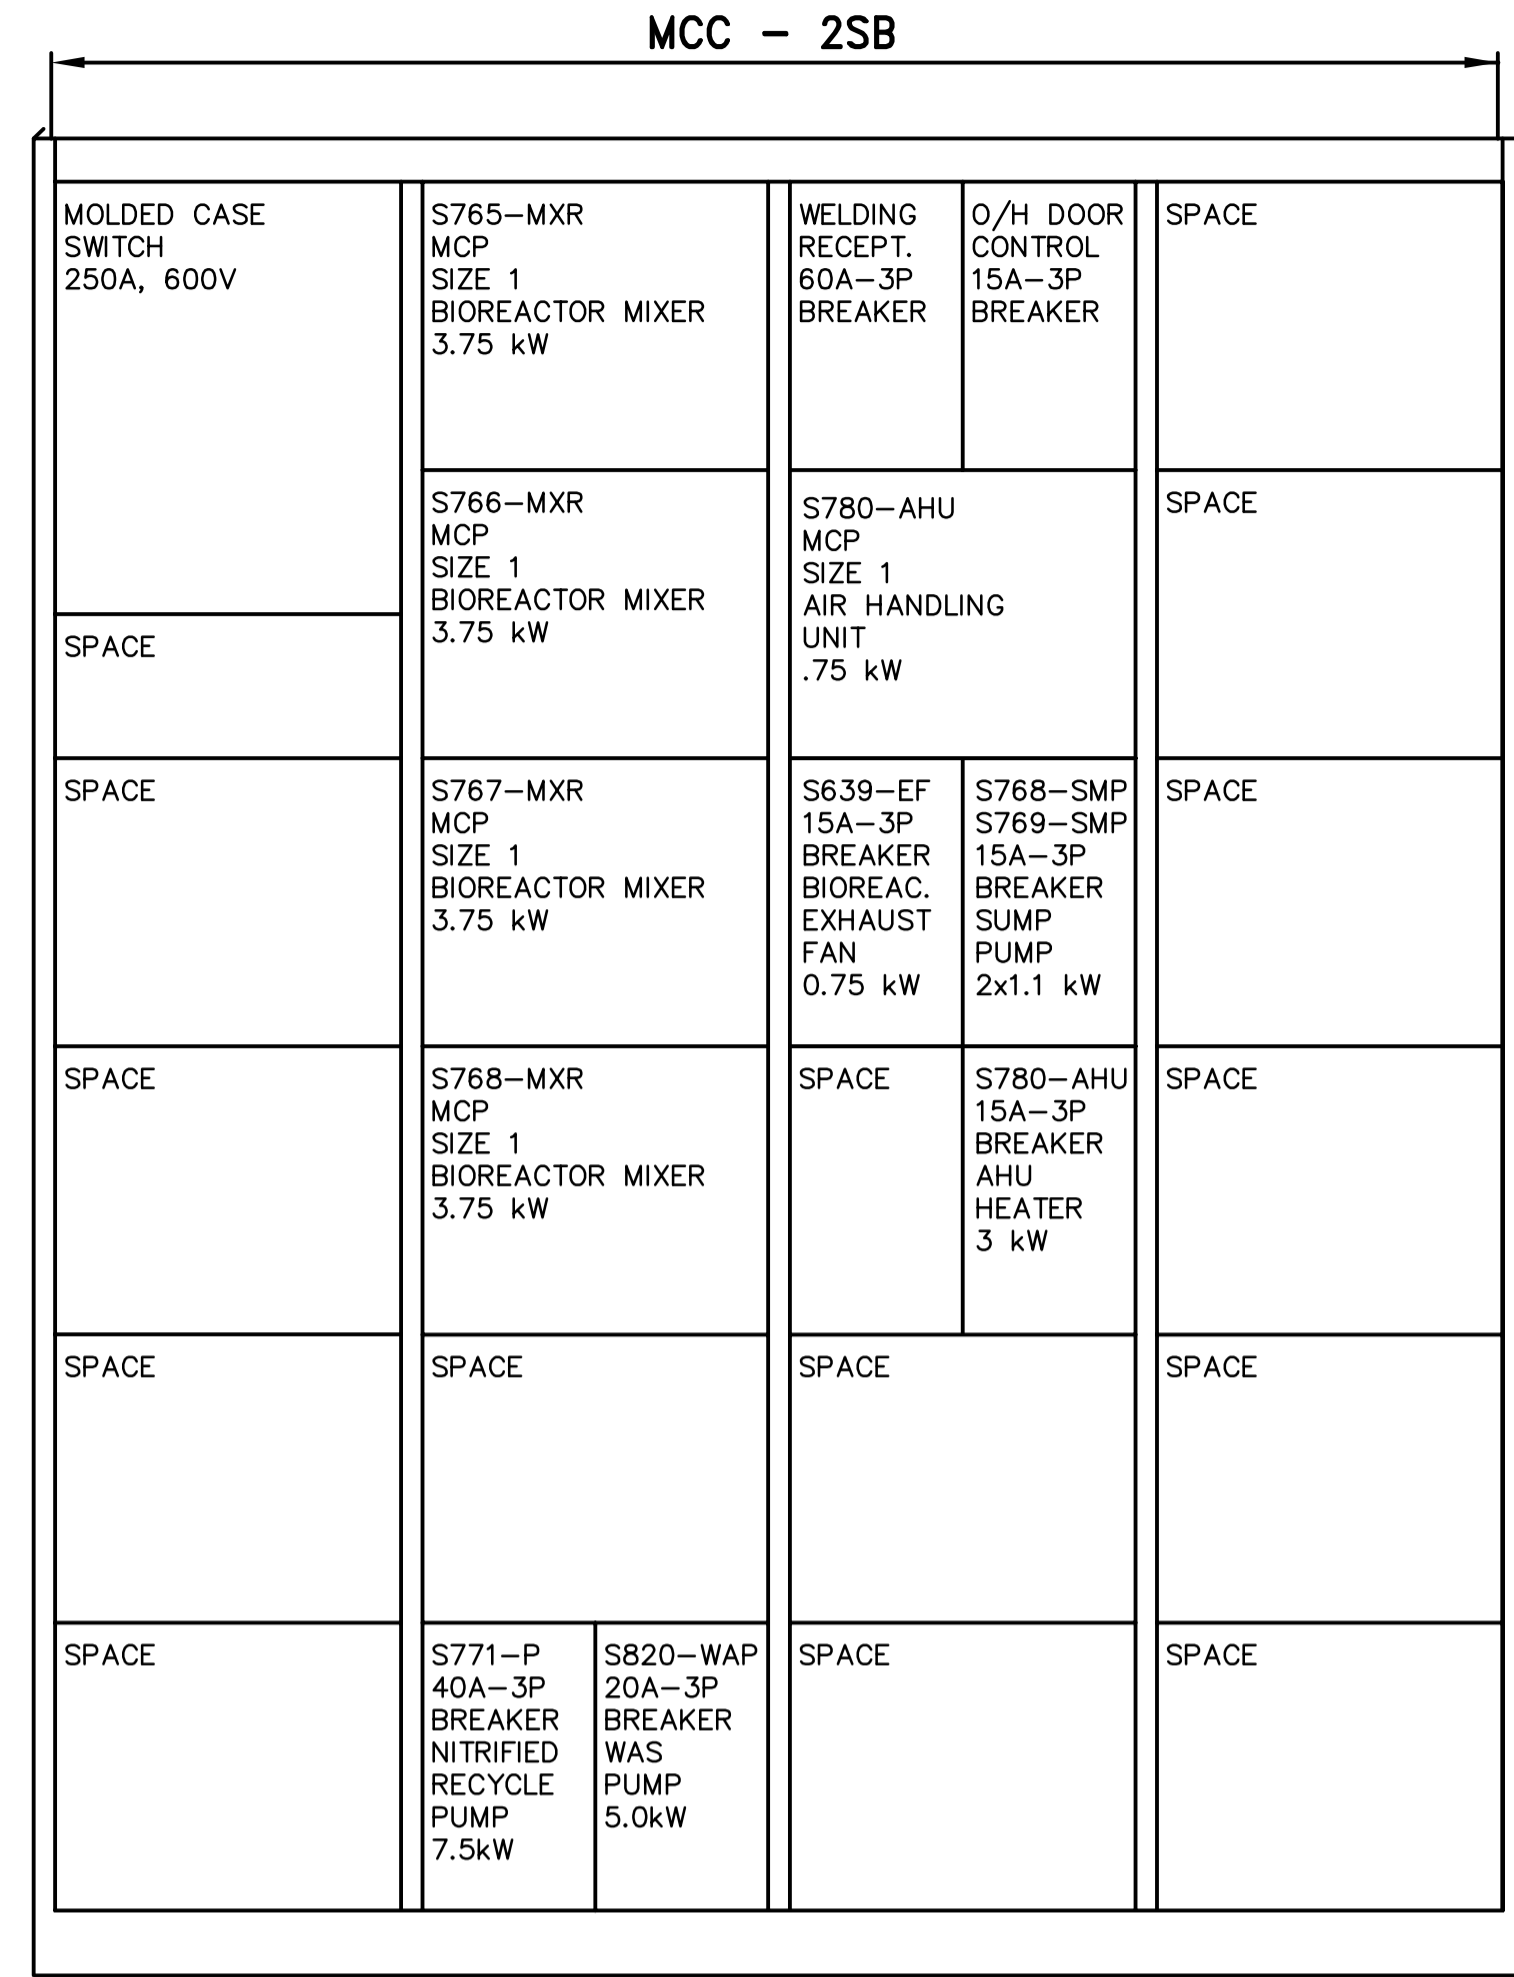 MCC - 2SB
MOLDED CASE
SWITCH
250A, 600V
SPACE
SPACE
SPACE
SPACE
SPACE
S765-MXR
MCP
SIZE 1
BIOREACTOR MIXER
3.75 kW
S766-MXR
MCP
SIZE 1
BIOREACTOR MIXER
3.75 kW
S767-MXR
MCP
SIZE 1
BIOREACTOR MIXER
3.75 kW
S768-MXR
MCP
SIZE 1
BIOREACTOR MIXER
3.75 kW
SPACE
S771-P
40A-3P
BREAKER
NITRIFIED
RECYCLE
PUMP
7.5kW
S820-WAP
20A-3P
BREAKER
WAS
PUMP
5.0kW
WELDING
RECEPT.
60A-3P
BREAKER
O/H DOOR
CONTROL
15A-3P
BREAKER
S780-AHU
MCP
SIZE 1
AIR HANDLING
UNIT
.75 kW
S639-EF
15A-3P
BREAKER
BIOREAC.
EXHAUST
FAN
0.75 kW
S768-SMP
S769-SMP
15A-3P
BREAKER
SUMP
PUMP
2x1.1 kW
SPACE
S780-AHU
15A-3P
BREAKER
AHU
HEATER
3 kW
SPACE
SPACE
SPACE
SPACE
SPACE
SPACE
SPACE
SPACE